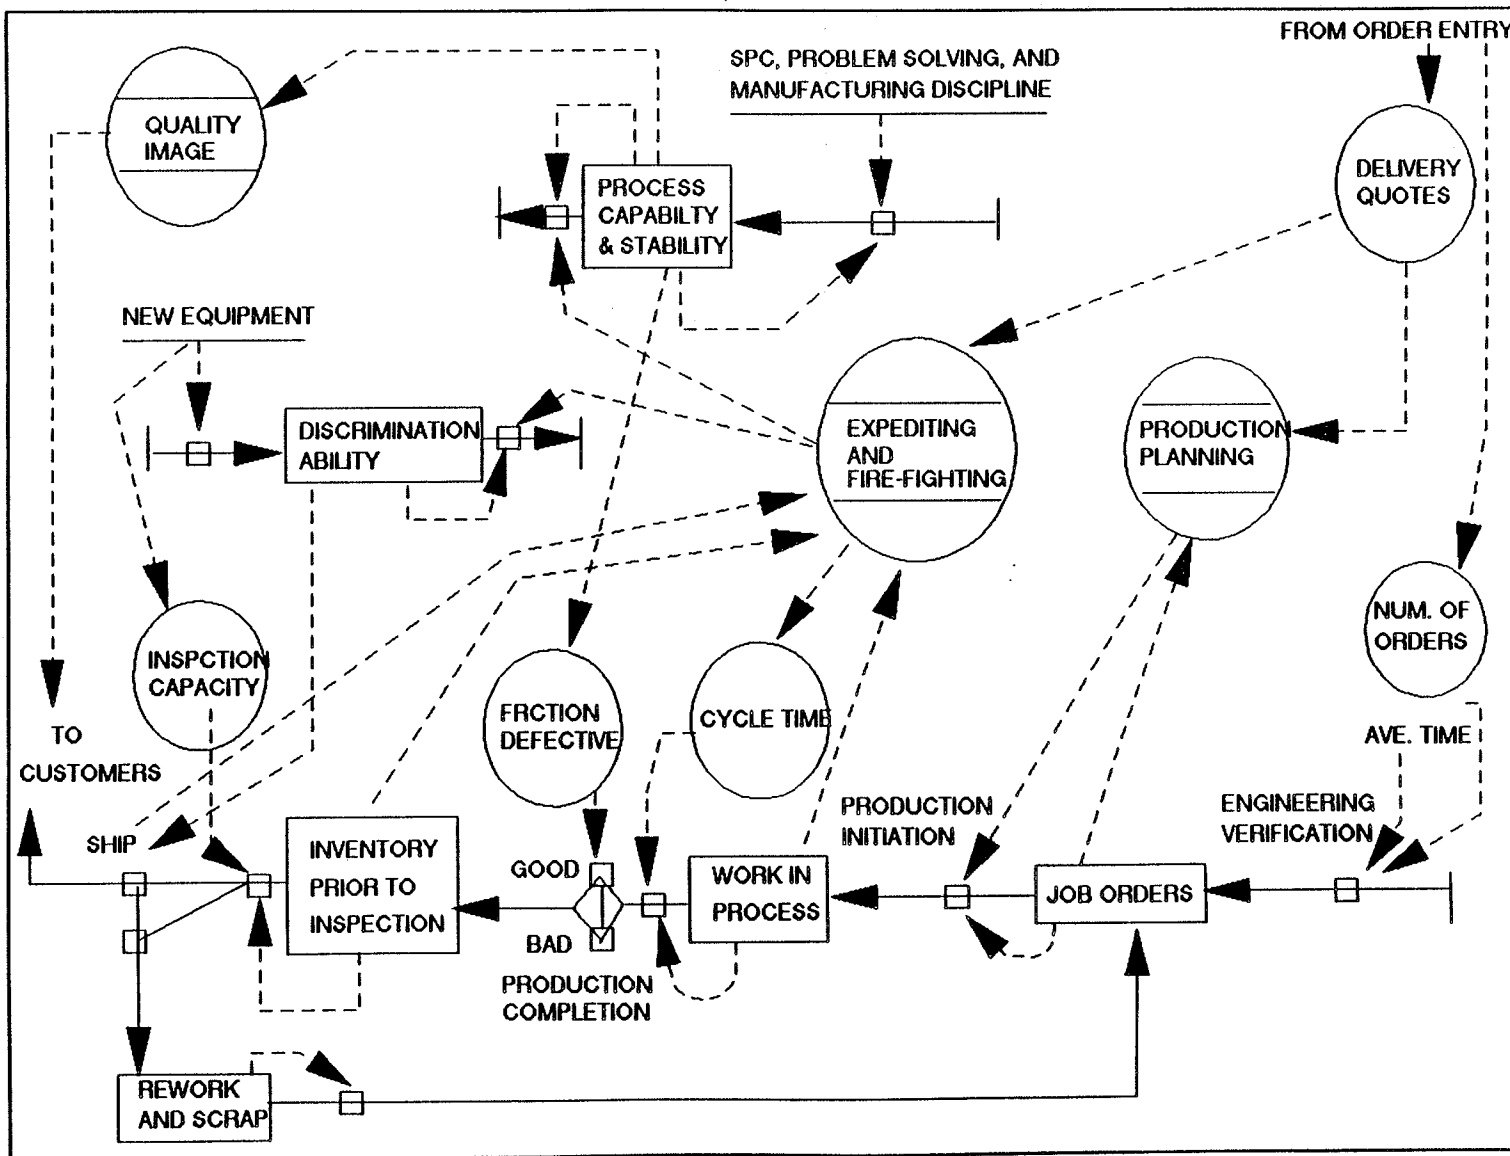 FROM ORDER ENTRY
SPC, PROBLEM SOLVING, AND
MANUFACTURING DISCIPLINE
QUALITY
IMAGE
PROCESS
CAPABILTY
& STABILITY
DELIVERY
QUOTES
NEW EQUIPMENT
DISCRIMINATION
ABILITY
EXPEDITING
AND
FIRE-FIGHTING
PRODUCTION
PLANNING
NUM. OF
ORDERS
INSPCTION
CAPACITY
FRCTION
DEFECTIVE
CYCLE TIME
TO
CUSTOMERS
AVE. TIME
SHIP
PRODUCTION
INITIATION
ENGINEERING
VERIFICATION
INVENTORY
PRIOR TO
INSPECTION
GOOD
BAD
WORK IN
PROCESS
JOB ORDERS
PRODUCTION
COMPLETION
REWORK
AND SCRAP